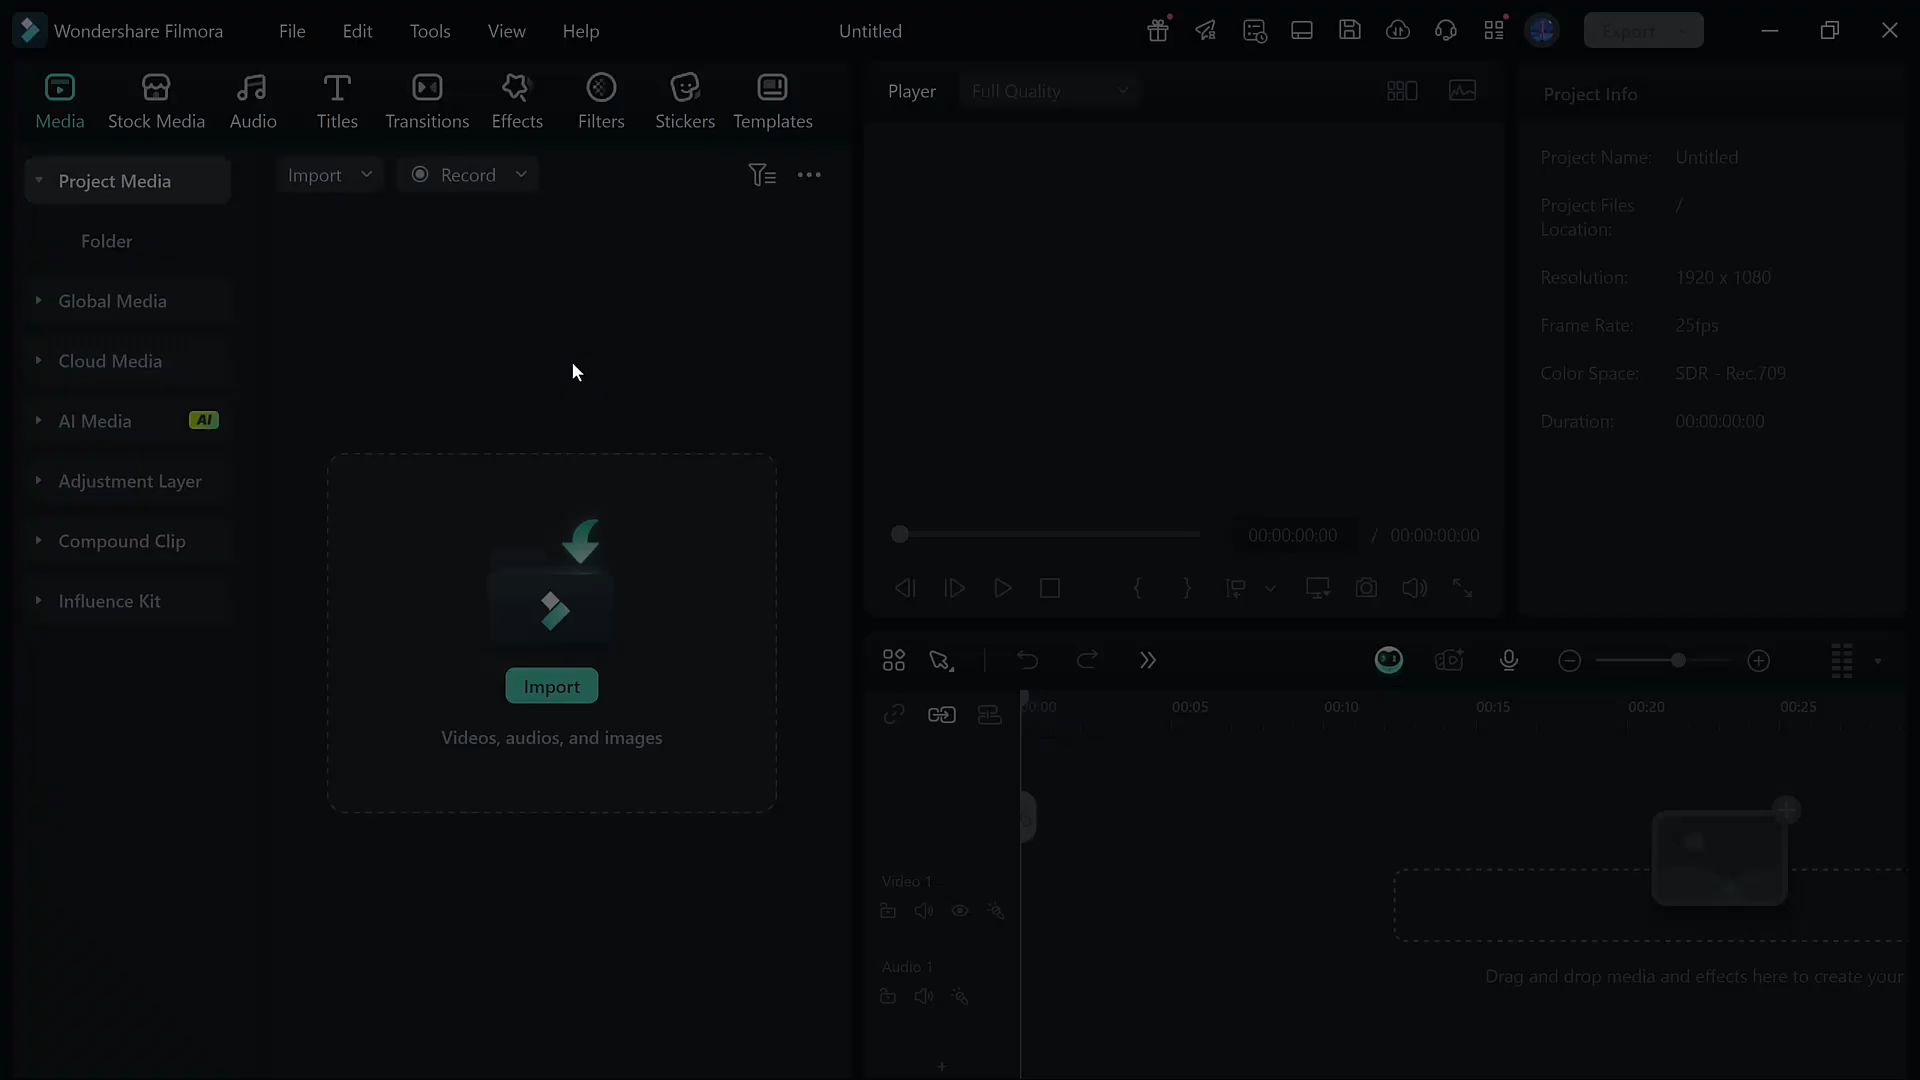 Wondershare Filmora
File
Edit
Tools
View
Help
Untitled
Export
Media
Stock Media
Audio
Titles
Transitions
Effects
Filters
Stickers
Templates
Player
Full Quality
Project Info
Project Media
Import
Record
Folder
Global Media
Cloud Media
AI Media
AI
Adjustment Layer
Compound Clip
Influence Kit
Import
Videos, audios, and images
Project Name:
Untitled
Project Files
Location:
/
Resolution:
1920 x 1080
Frame Rate:
25fps
Color Space:
SDR - Rec.709
Duration:
00:00:00:00
00:00:00:00
/
00:00:00:00
00:00
00:05
00:10
00:15
00:20
00:25
Video 1
Audio 1
Drag and drop media and effects here to create your